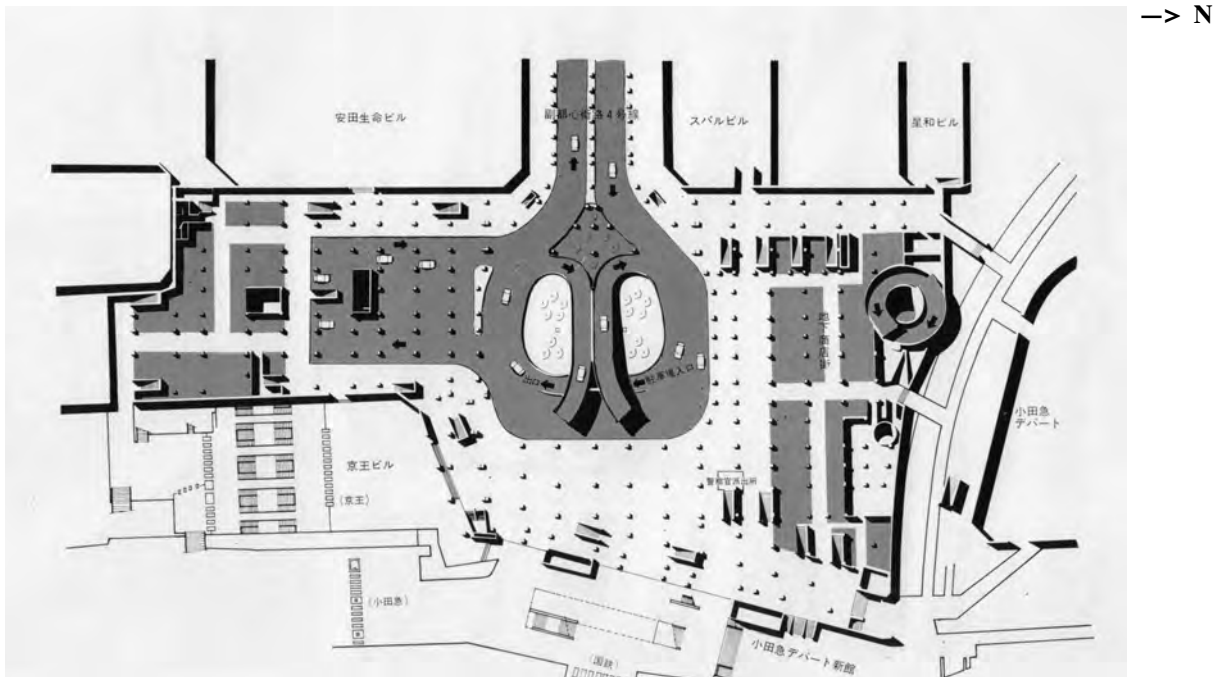 —> N
安田生命ビル
副都心街路4号線
スバルビル
星和ビル
地下商店街
出口
駐車場入口
小田急
デパート
京王ビル
警察官派出所
(京王)
(小田急)
(国鉄)
小田急デパート新館